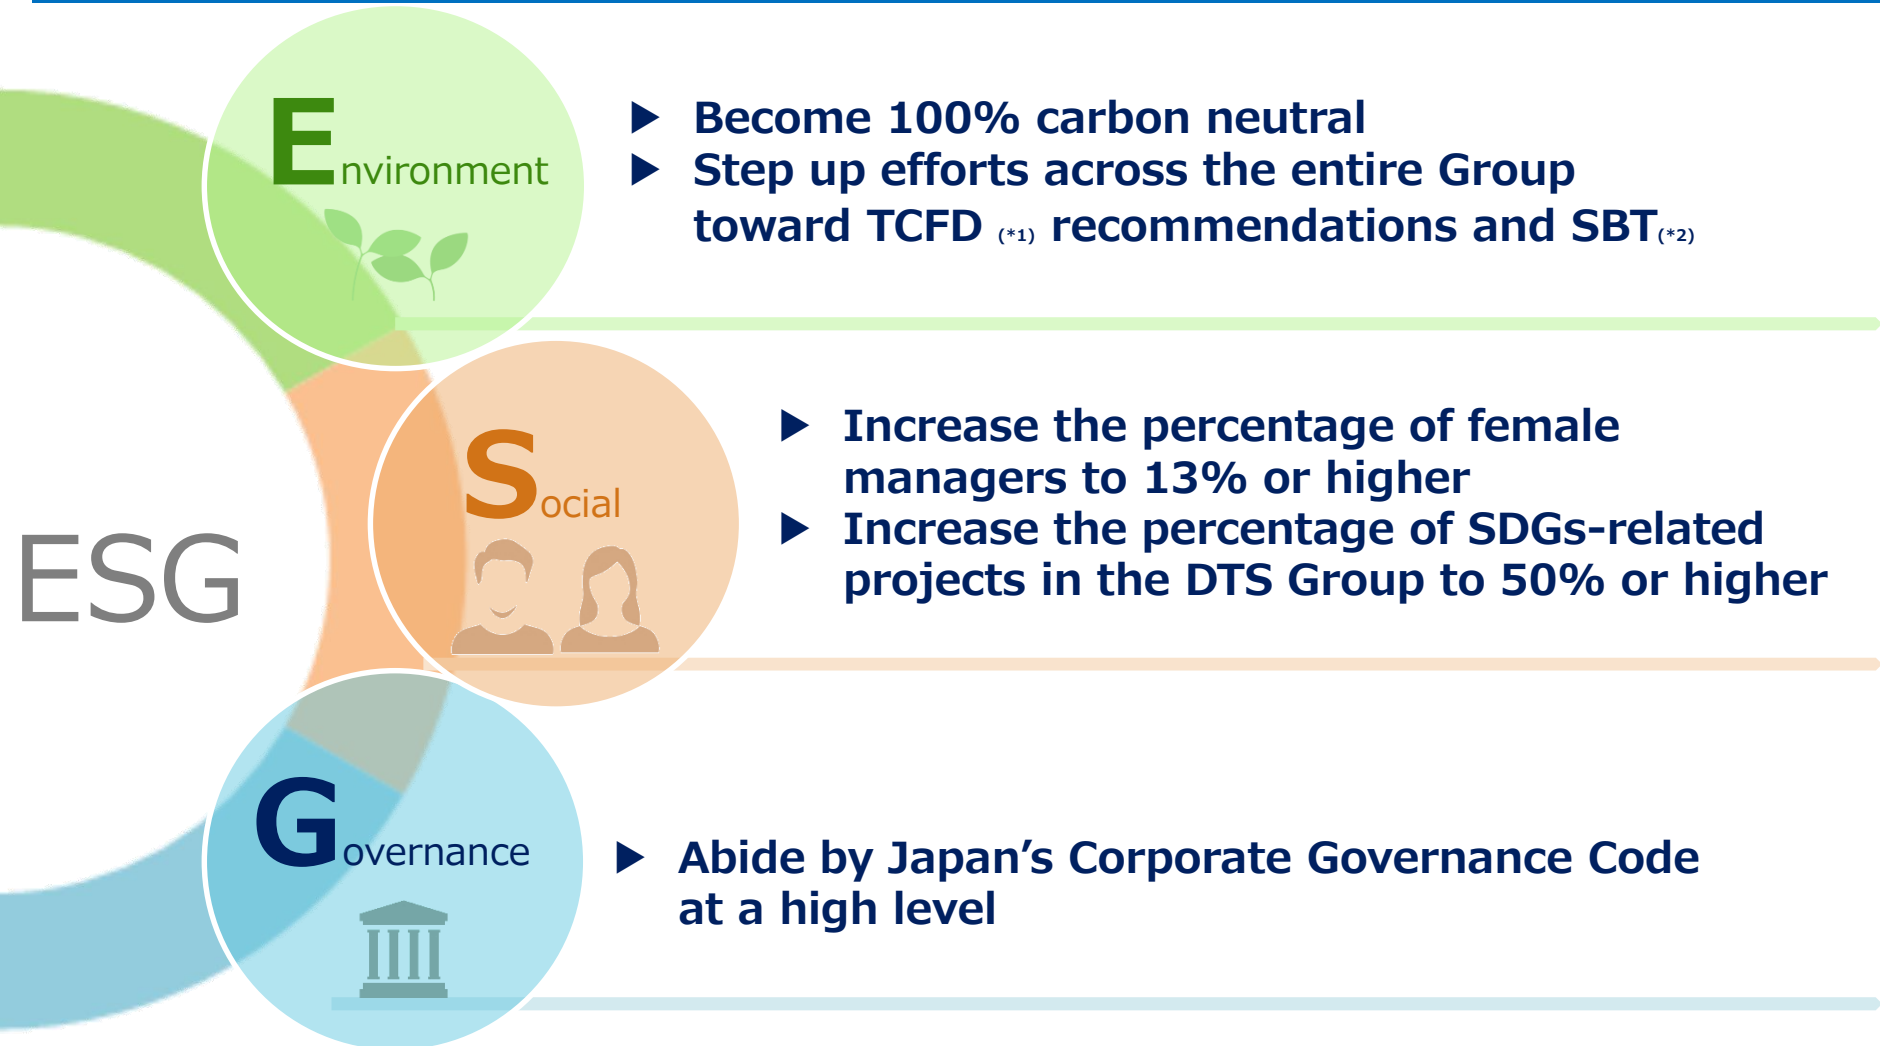 ESG
Environment
▶ Become 100% carbon neutral
▶ Step up efforts across the entire Group
toward TCFD (*1) recommendations and SBT(*2)
Social
▶ Increase the percentage of female
managers to 13% or higher
▶ Increase the percentage of SDGs-related
projects in the DTS Group to 50% or higher
Governance
▶ Abide by Japan’s Corporate Governance Code
at a high level